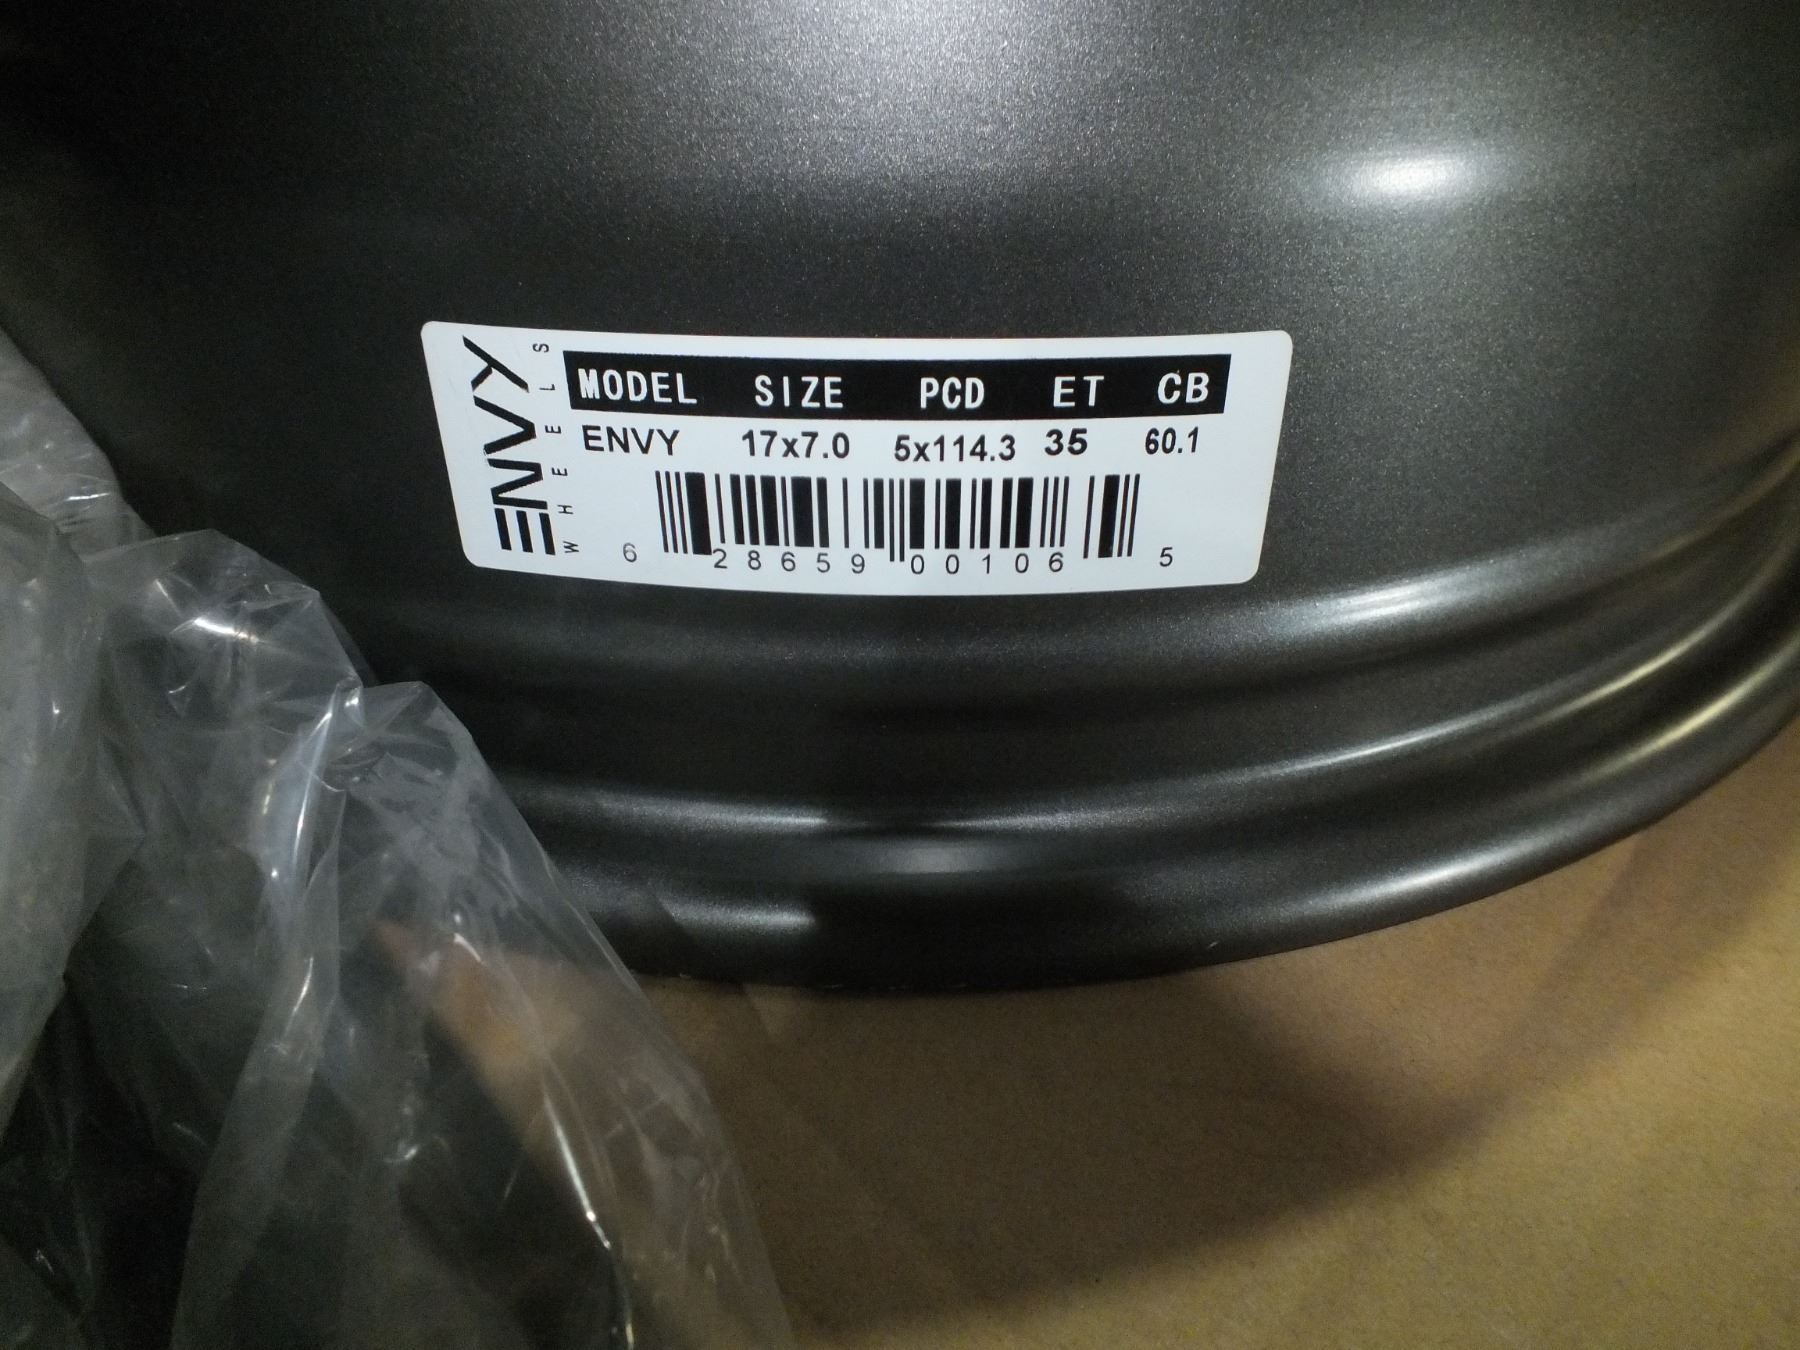 ENVY
WHEELS
MODEL SIZE PCD ET CB
ENVY 17x7.0 5x114.3 35 60.1
6 28659 00106 5